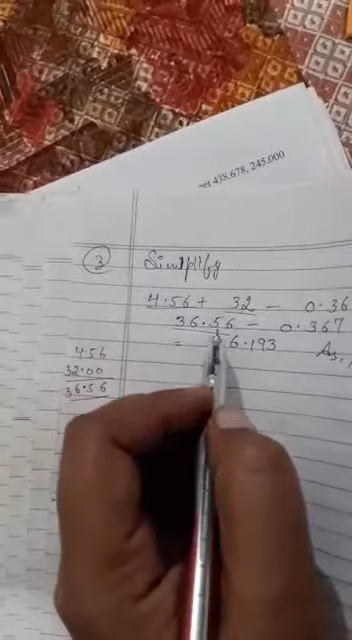 438.678, 245.000
3 Simplify
4.56 + 32 - 0.36
36.56 - 0.367
= 6.193
4.56
32.00
36.56